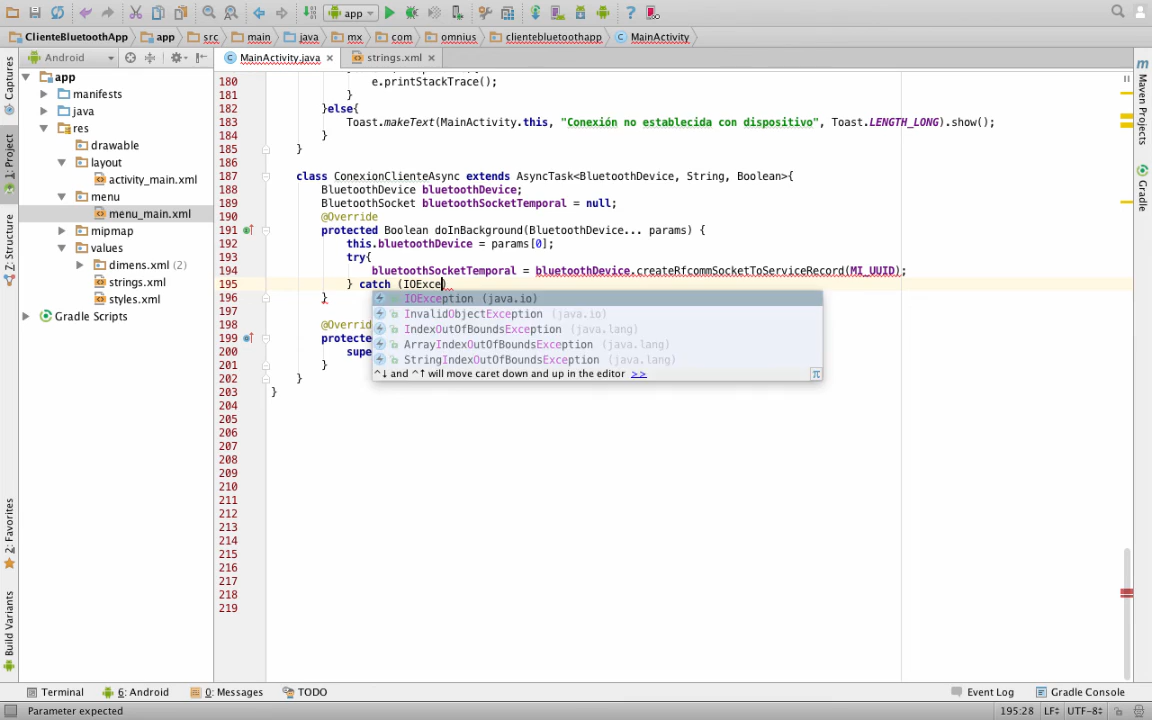 app
ClienteBluetoothApp app src main java mx com omnius clientebluetoothapp MainActivity
Android
MainActivity.java
strings.xml
Captures
1: Project
Z: Structure
2: Favorites
Build Variants
Maven Projects
Gradle
app
manifests
java
res
drawable
layout
activity_main.xml
menu
menu_main.xml
mipmap
values
dimens.xml (2)
strings.xml
styles.xml
Gradle Scripts
180 e.printStackTrace();
181 }
182 }else{
183 Toast.makeText(MainActivity.this, "Conexión no establecida con dispositivo", Toast.LENGTH_LONG).show();
184 }
185 }
186
187 class ConexionClienteAsync extends AsyncTask<BluetoothDevice, String, Boolean>{
188 BluetoothDevice bluetoothDevice;
189 BluetoothSocket bluetoothSocketTemporal = null;
190 @Override
191 protected Boolean doInBackground(BluetoothDevice... params) {
192 this.bluetoothDevice = params[0];
193 try{
194 bluetoothSocketTemporal = bluetoothDevice.createRfcommSocketToServiceRecord(MI_UUID);
195 } catch (IOExce)
196 }
IOException (java.io)
197
InvalidObjectException (java.io)
198 @Overrid
IndexOutOfBoundsException (java.lang)
199 protecte
ArrayIndexOutOfBoundsException (java.lang)
200 supe
StringIndexOutOfBoundsException (java.lang)
201 }
^↓ and ^↑ will move caret down and up in the editor >>
π
202 }
203 }
204
205
206
207
208
209
210
211
212
213
214
215
216
217
218
219
Terminal 6: Android 0: Messages TODO Event Log Gradle Console
Parameter expected 195:28 LF÷ UTF-8÷